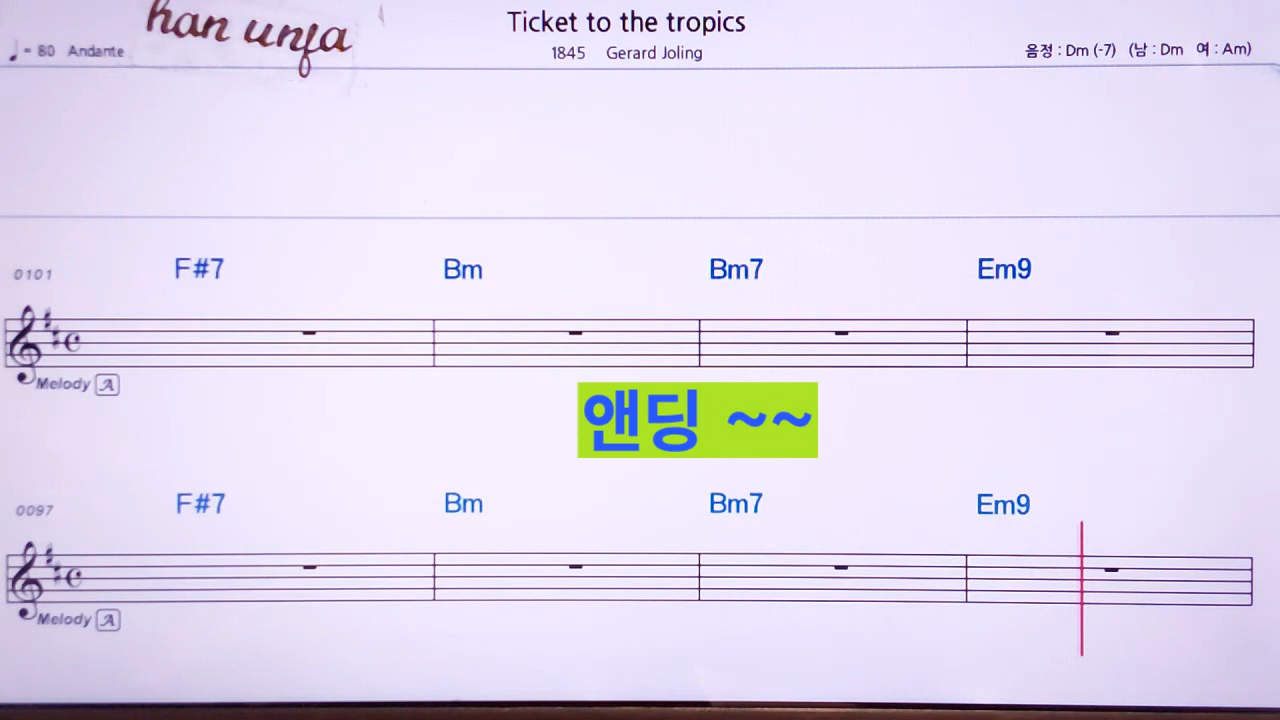 han unfa
Ticket to the tropics
♩= 80 Andante
1845 Gerard Joling
음정 : Dm (-7) (남 : Dm 여 : Am)
0101 F#7 Bm Bm7 Em9
Melody A
앤딩 ~~
0097 F#7 Bm Bm7 Em9
Melody A